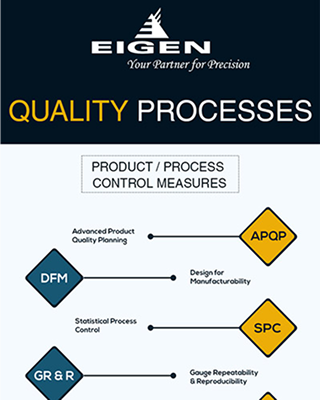 EIGEN
Your Partner for Precision
QUALITY PROCESSES
PRODUCT / PROCESS
CONTROL MEASURES
Advanced Product
Quality Planning
APQP
DFM
Design for
Manufacturability
Statistical Process
Control
SPC
GR & R
Gauge Repeatability
& Reproducibility